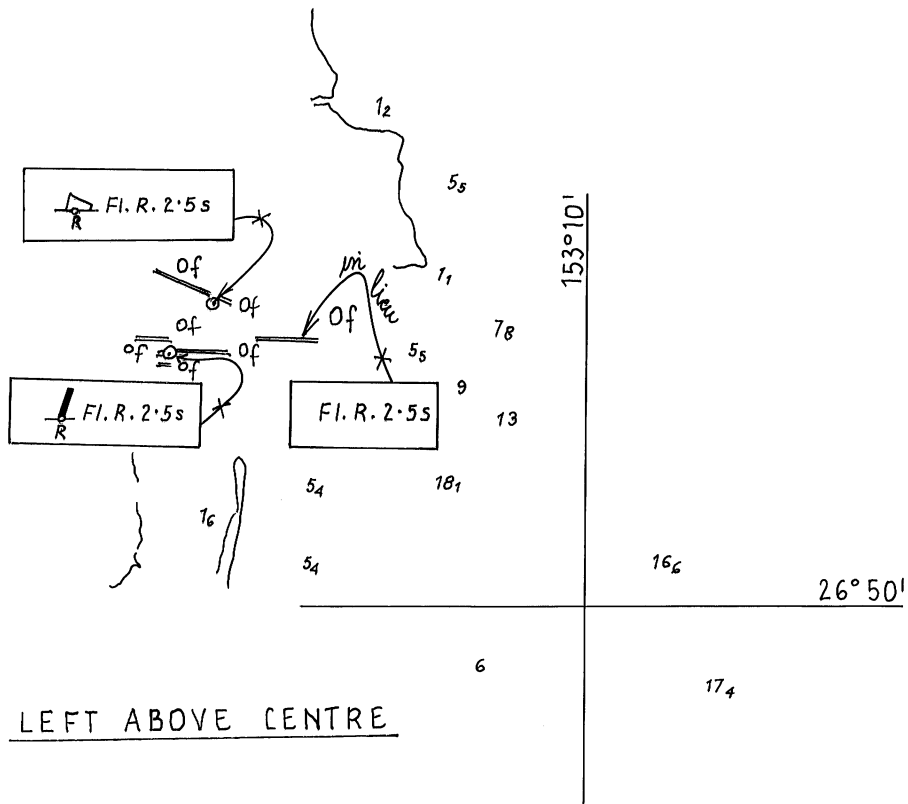 1₂
5₅
Fl. R. 2·5s
R
153°10'
Of
Of
in lieu
1₁
Of
Of
7₈
Of
Of
Of
5₅
9
Fl. R. 2·5s
R
Fl. R. 2·5s
13
5₄
18₁
1₆
5₄
16₆
26°50'
6
17₄
LEFT ABOVE CENTRE